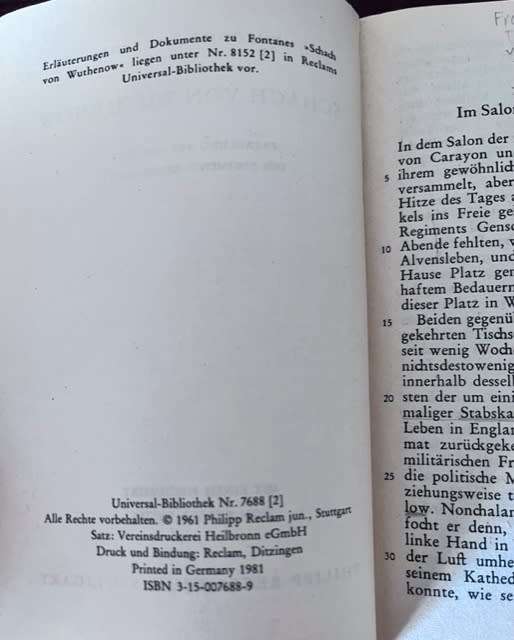 Erläuterungen und Dokumente zu Fontanes »Schach
von Wuthenow« liegen unter Nr. 8152 [2] in Reclams
Universal-Bibliothek vor.
Universal-Bibliothek Nr. 7688 [2]
Alle Rechte vorbehalten. © 1961 Philipp Reclam jun., Stuttgart
Satz: Vereinsdruckerei Heilbronn eGmbH
Druck und Bindung: Reclam, Ditzingen
Printed in Germany 1981
ISBN 3-15-007688-9
Im Salo
In dem Salon der
von Carayon un
5 ihrem gewöhnlic
versammelt, aber
Hitze des Tages a
kels ins Freie ge
Regiments Gens
10 Abende fehlten, v
Alvensleben, und
Hause Platz gen
haftem Bedauern
dieser Platz in W
15 Beiden gegenü
gekehrten Tischs
seit wenig Woch
nichtsdestowenig
innerhalb dessel
20 sten der um eini
maliger Stabska
Leben in Englan
mat zurückgeke
militärischen Fr
25 die politische M
ziehungsweise t
low. Nonchalan
focht er denn,
linke Hand in
30 der Luft umhe
seinem Kathed
konnte, wie se